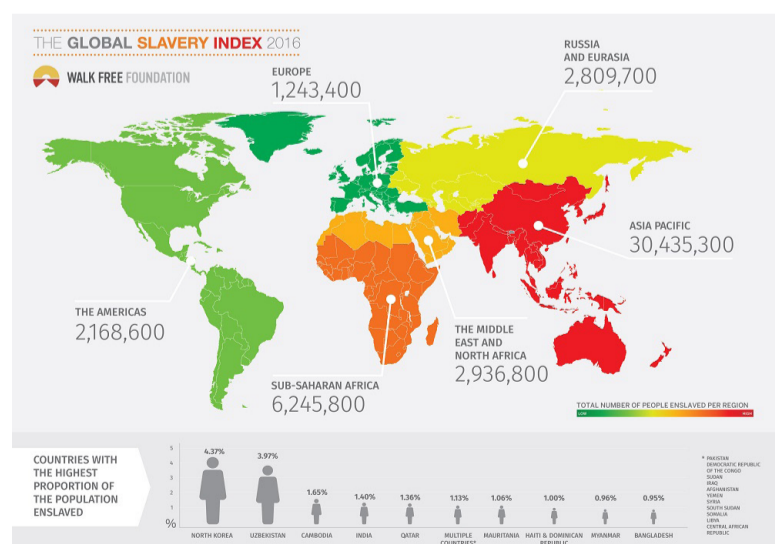 THE GLOBAL SLAVERY INDEX 2016
WALK FREE FOUNDATION
EUROPE
1,243,400
RUSSIA
AND EURASIA
2,809,700
ASIA PACIFIC
30,435,300
THE AMERICAS
2,168,600
THE MIDDLE
EAST AND
NORTH AFRICA
2,936,800
SUB-SAHARAN AFRICA
6,245,800
TOTAL NUMBER OF PEOPLE ENSLAVED PER REGION
LOW
HIGH
COUNTRIES WITH
THE HIGHEST
PROPORTION OF
THE POPULATION
ENSLAVED
5
4
3
2
1
%
4.37%
3.97%
1.65%
1.40%
1.36%
1.13%
1.06%
1.00%
0.96%
0.95%
NORTH KOREA
UZBEKISTAN
CAMBODIA
INDIA
QATAR
MULTIPLE
COUNTRIES*
MAURITANIA
HAITI & DOMINICAN
REPUBLIC
MYANMAR
BANGLADESH
* PAKISTAN
DEMOCRATIC REPUBLIC
OF THE CONGO
SUDAN
IRAQ
AFGHANISTAN
YEMEN
SYRIA
SOUTH SUDAN
SOMALIA
LIBYA
CENTRAL AFRICAN
REPUBLIC